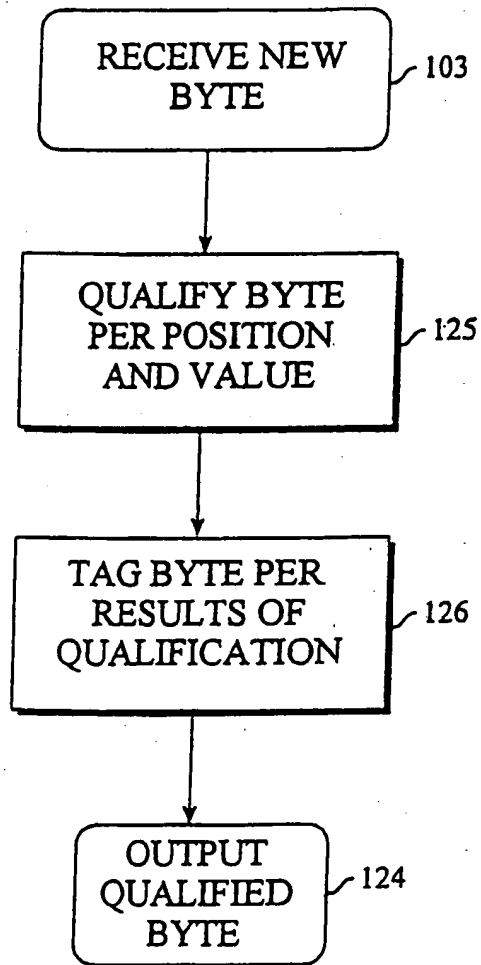 RECEIVE NEW
BYTE
103
QUALIFY BYTE
PER POSITION
AND VALUE
125
TAG BYTE PER
RESULTS OF
QUALIFICATION
126
OUTPUT
QUALIFIED
BYTE
124